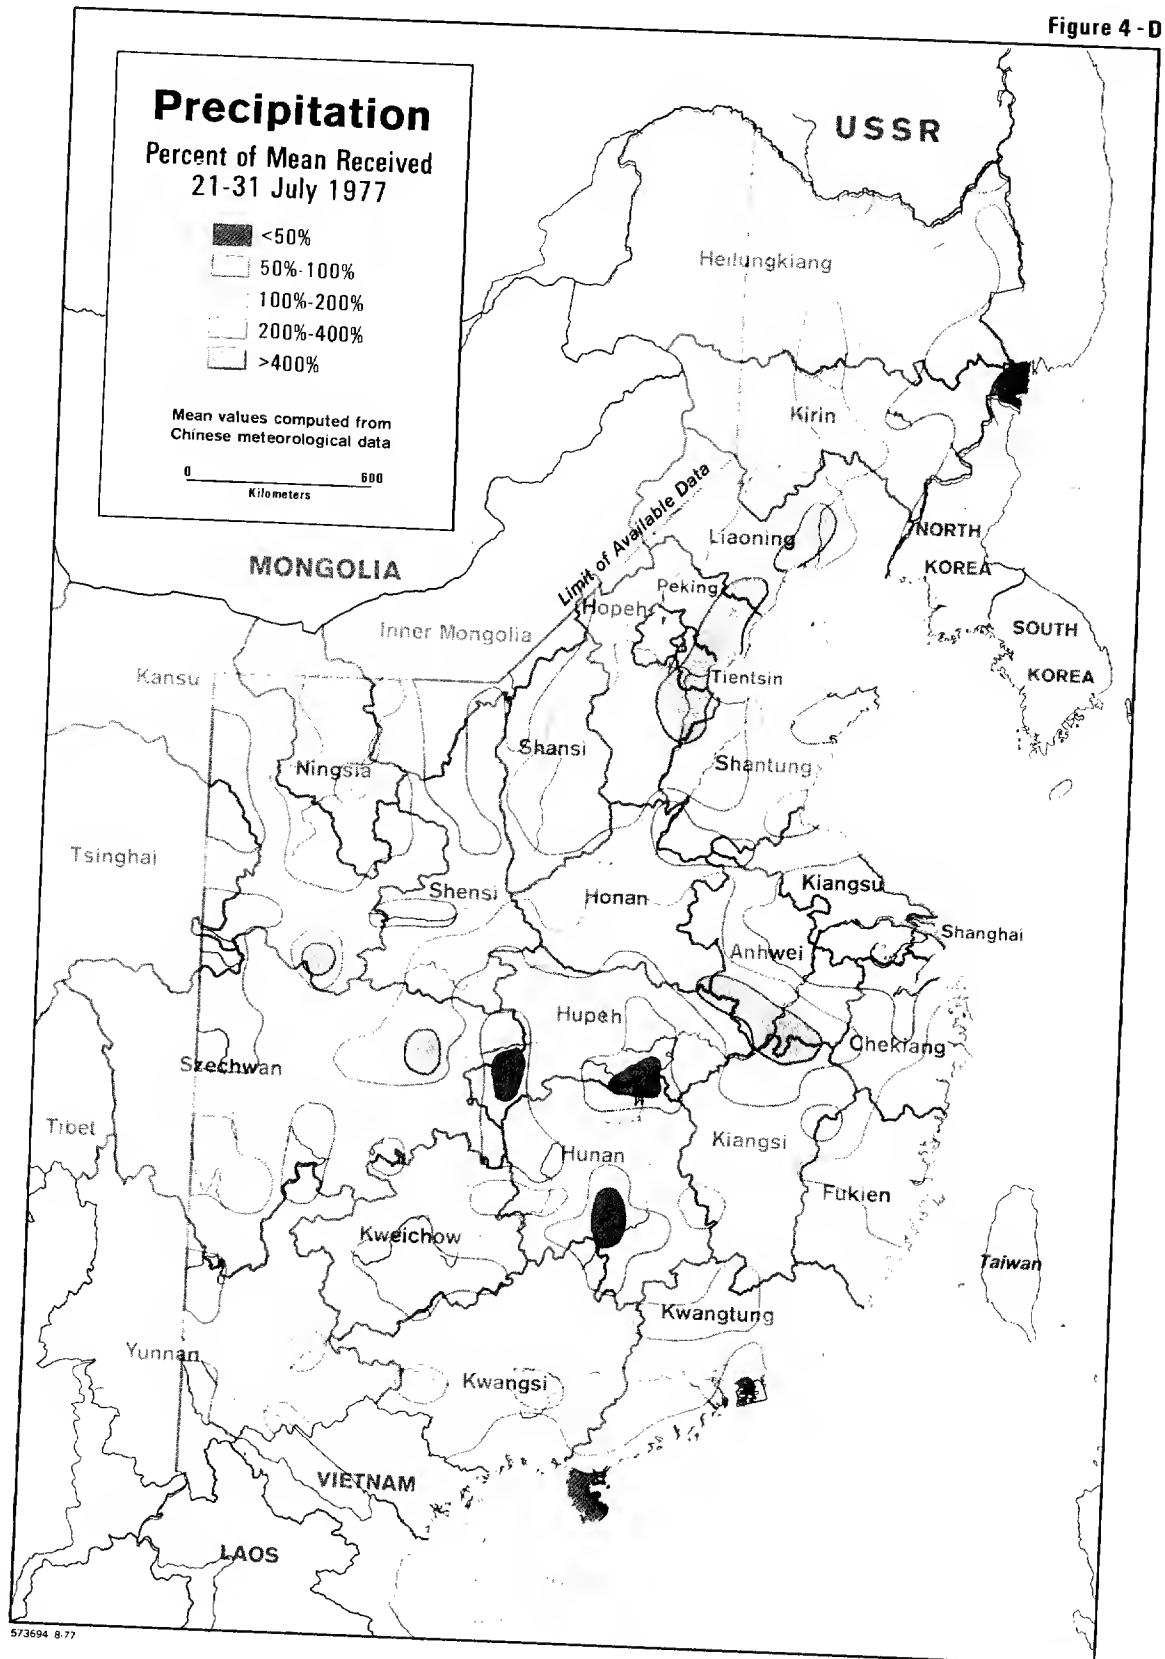 Figure 4-D
Precipitation
Percent of Mean Received
21-31 July 1977
<50%
50%-100%
100%-200%
200%-400%
>400%
Mean values computed from
Chinese meteorological data
0 600
Kilometers
USSR
Heilungkiang
Kirin
Limit of Available Data
Liaoning
NORTH
KOREA
MONGOLIA
Peking
Hopeh
Inner Mongolia
SOUTH
KOREA
Kansu
Tientsin
Shansi
Ningsia
Shantung
Tsinghai
Shensi
Honan
Kiangsu
Shanghai
Anhwei
Hupeh
Chekiang
Szechwan
Tibet
Hunan
Kiangsi
Fukien
Kweichow
Taiwan
Kwangtung
Yunnan
Kwangsi
VIETNAM
LAOS
573694 8-77